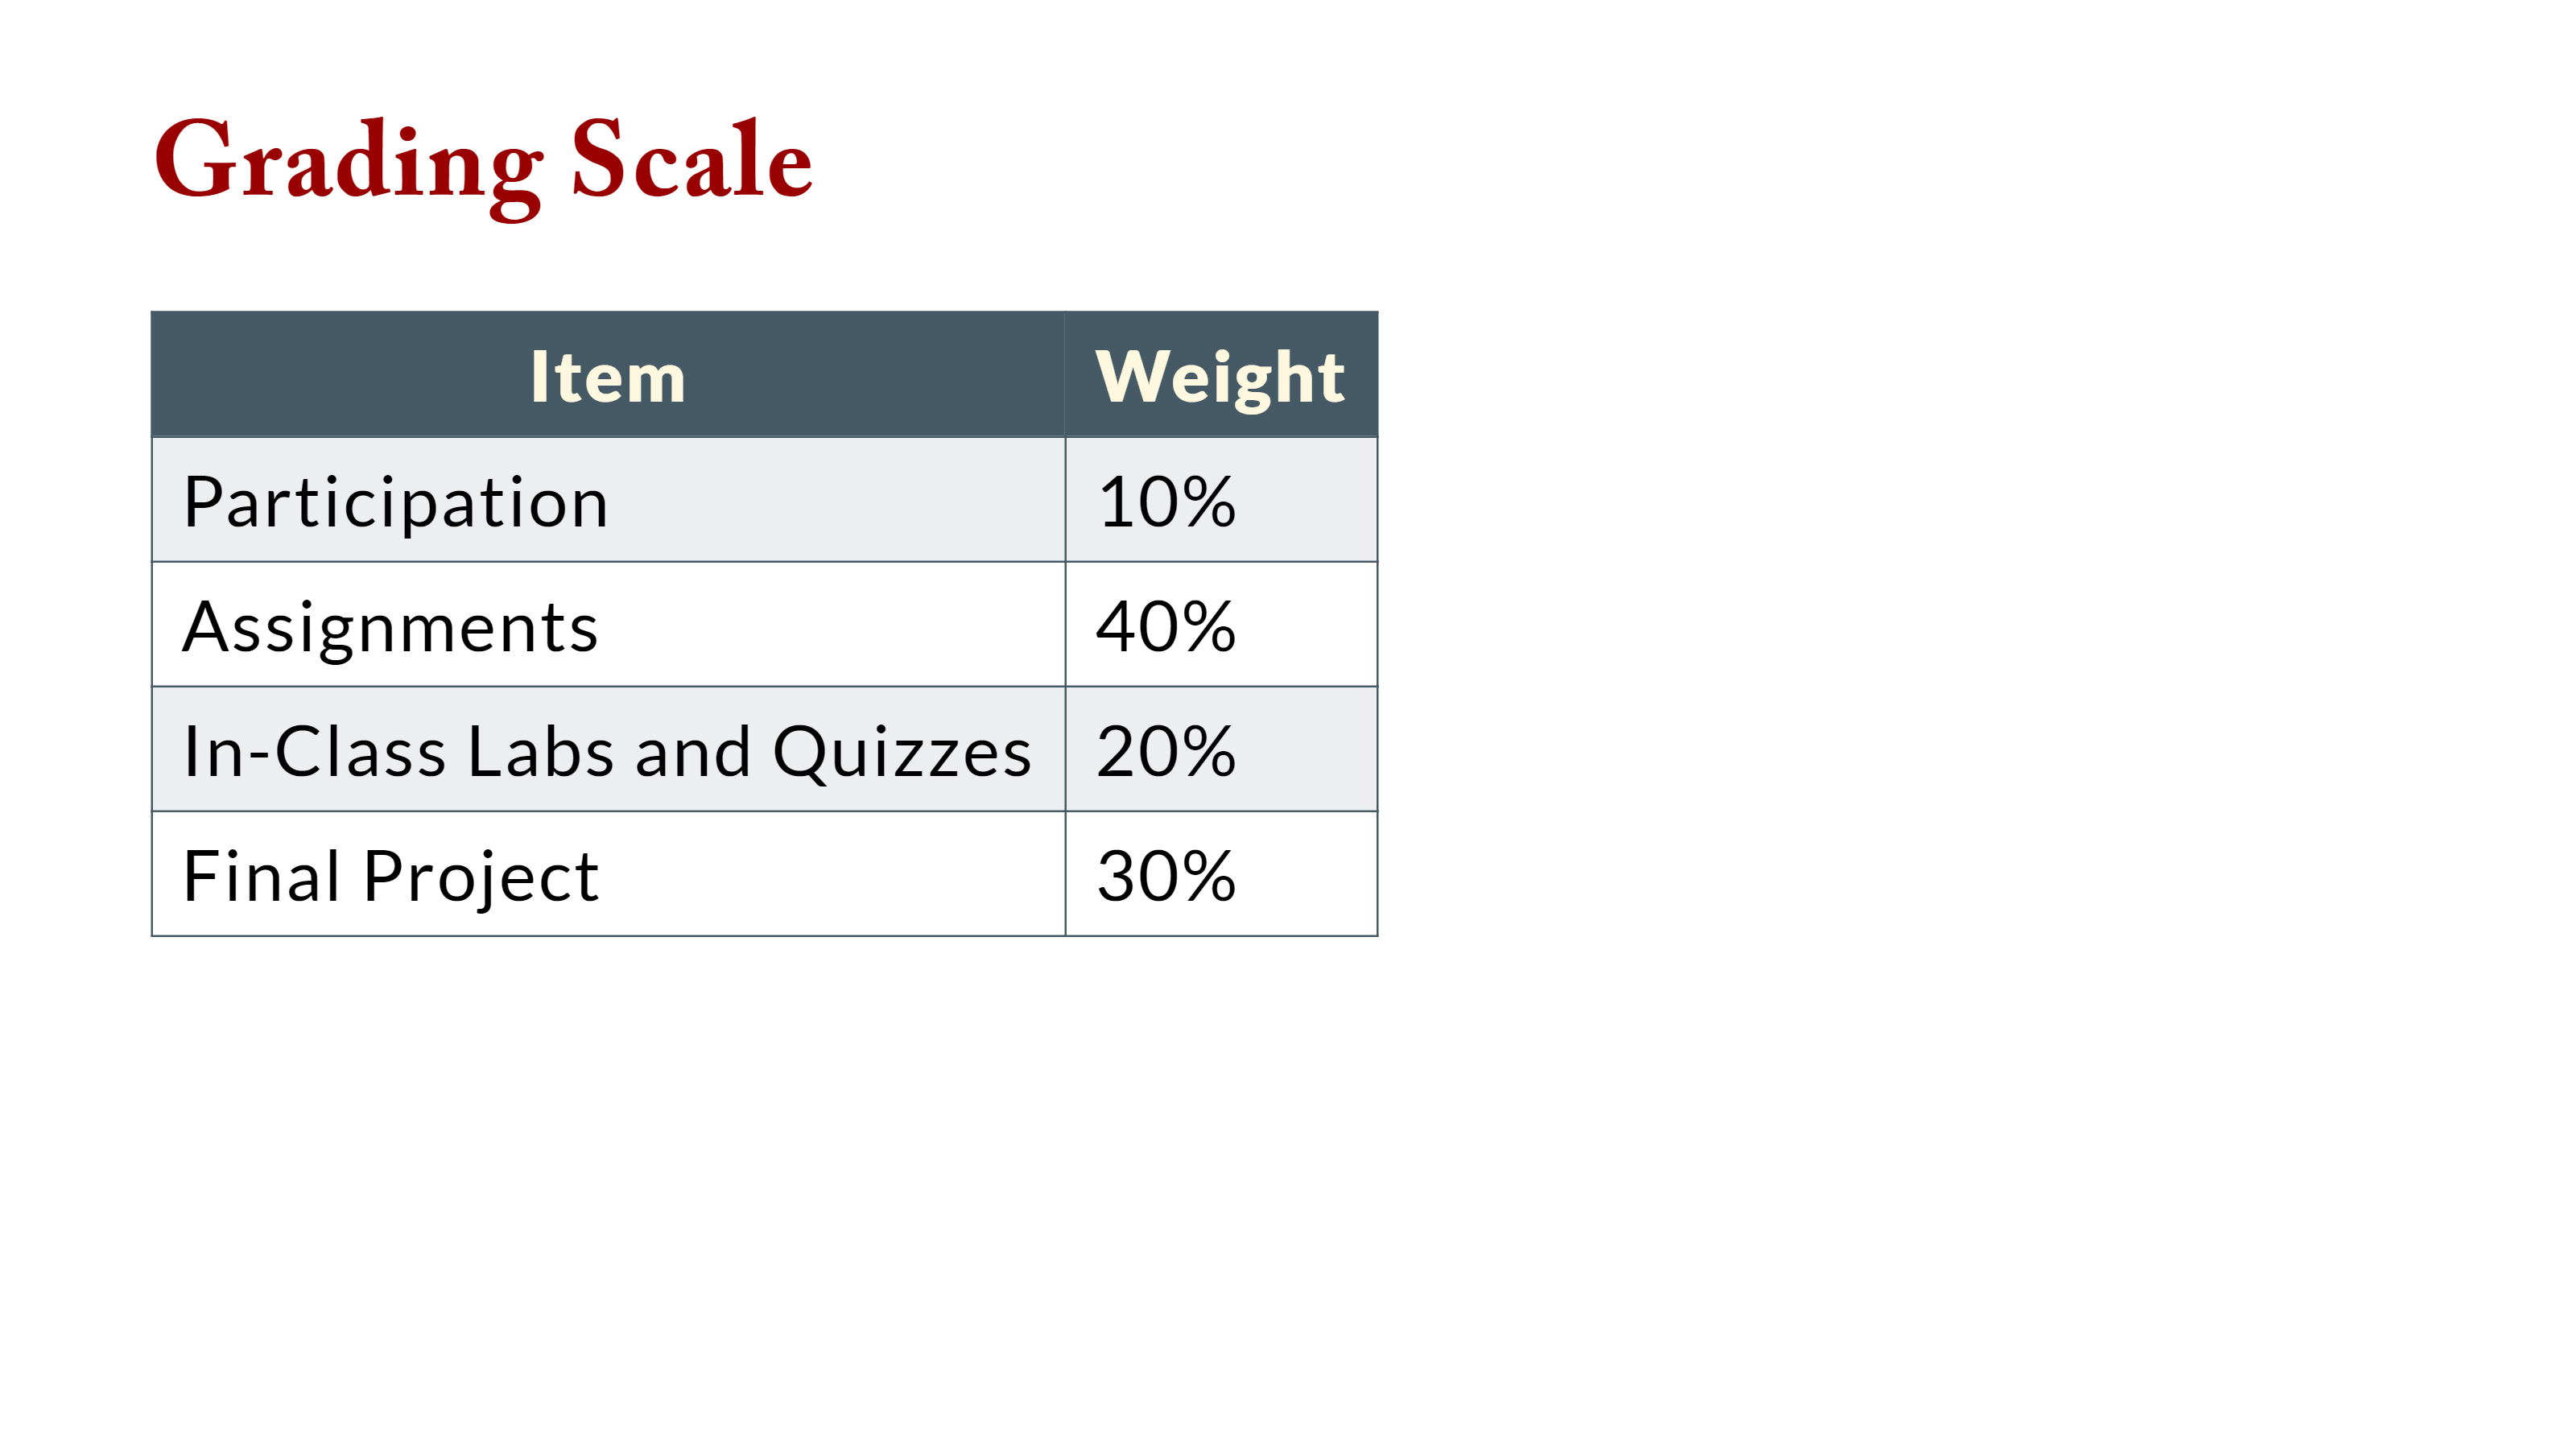 Grading Scale
Item Weight
Participation 10%
Assignments 40%
In-Class Labs and Quizzes 20%
Final Project 30%